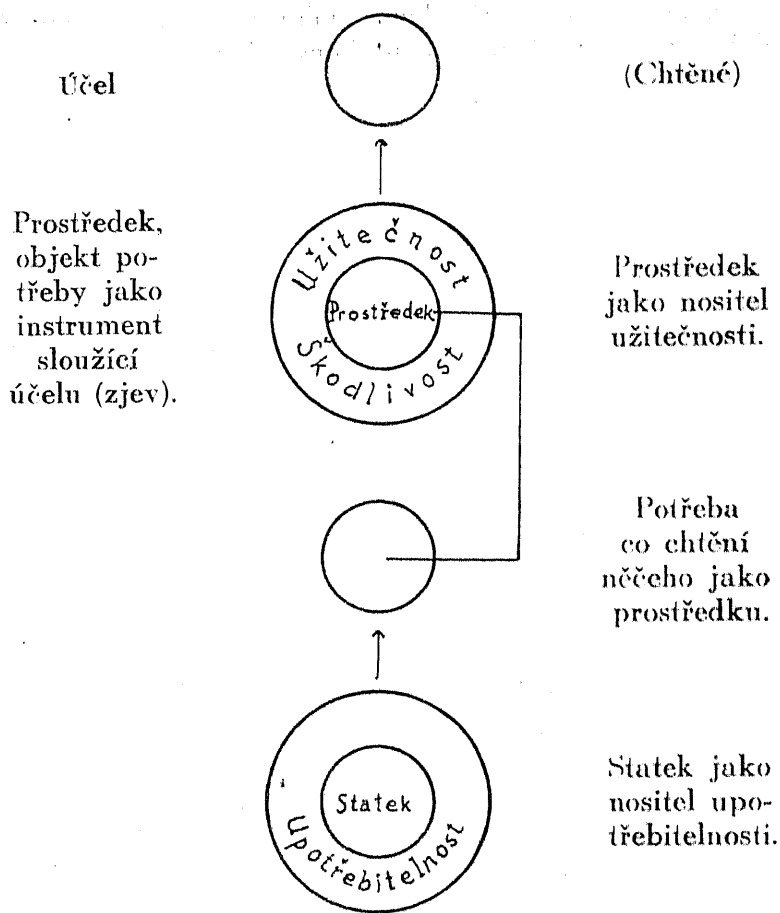 Účel
(Chtěné)
Prostředek,
objekt po-
třeby jako
instrument
sloužící
účelu (zjev).
Užitečnost
Prostředek
Škodlivost
Prostředek
jako nositel
užitečnosti.
Potřeba
co chtění
něčeho jako
prostředku.
Statek
Upotřebitelnost
Statek jako
nositel upo-
třebitelnosti.